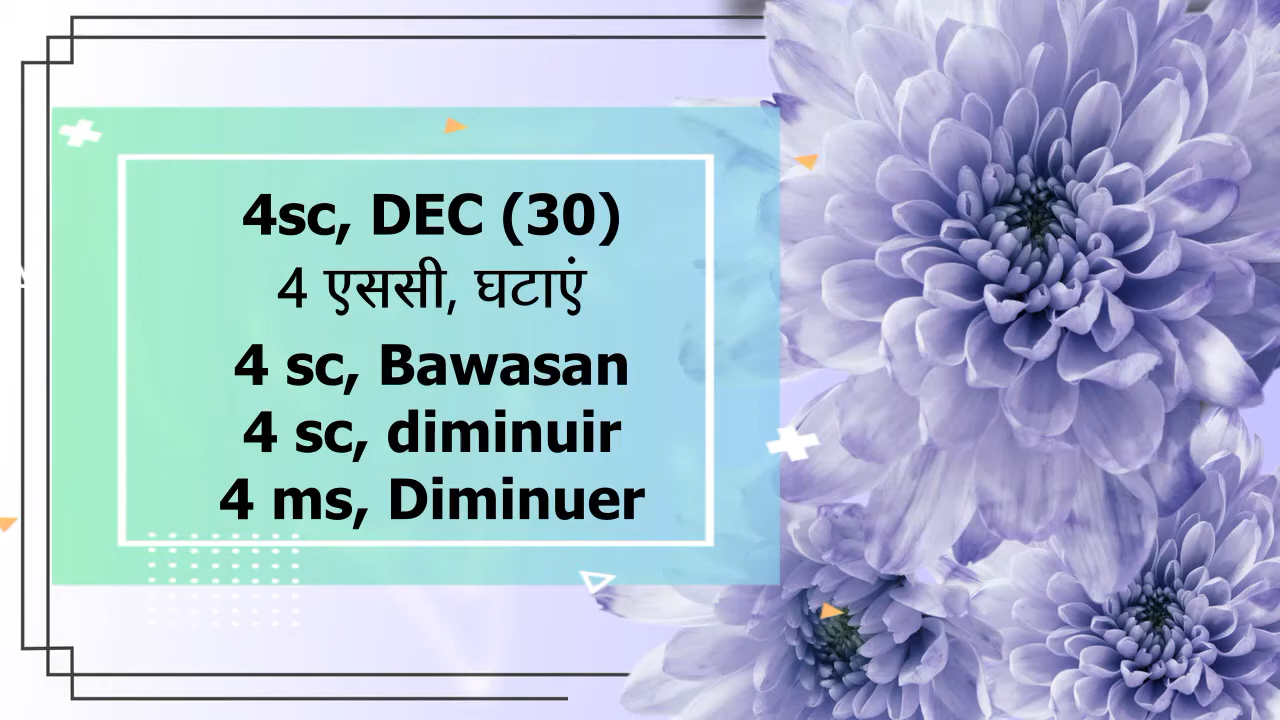 4sc, DEC (30)
4 एससी, घटाएं
4 sc, Bawasan
4 sc, diminuir
4 ms, Diminuer